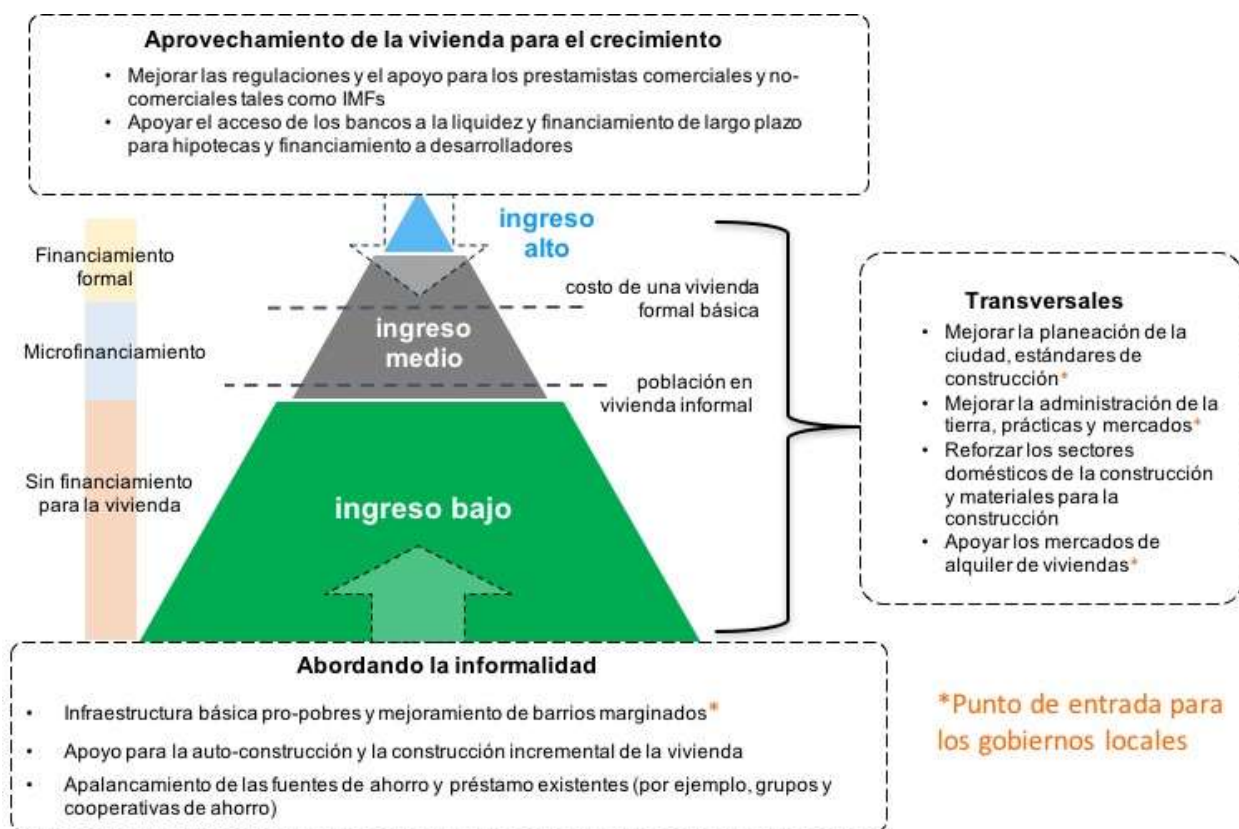 Aprovechamiento de la vivienda para el crecimiento
• Mejorar las regulaciones y el apoyo para los prestamistas comerciales y no-
comerciales tales como IMFs
• Apoyar el acceso de los bancos a la liquidez y financiamiento de largo plazo
para hipotecas y financiamiento a desarrolladores
Financiamiento
formal
Microfinanciamiento
Sin financiamiento
para la vivienda
ingreso
alto
ingreso
medio
ingreso bajo
costo de una vivienda
formal básica
población en
vivienda informal
Transversales
• Mejorar la planeación de la
ciudad, estándares de
construcción*
• Mejorar la administración de la
tierra, prácticas y mercados*
• Reforzar los sectores
domésticos de la construcción
y materiales para la
construcción
• Apoyar los mercados de
alquiler de viviendas*
Abordando la informalidad
• Infraestructura básica pro-pobres y mejoramiento de barrios marginados*
• Apoyo para la auto-construcción y la construcción incremental de la vivienda
• Apalancamiento de las fuentes de ahorro y préstamo existentes (por ejemplo, grupos y
cooperativas de ahorro)
*Punto de entrada para
los gobiernos locales